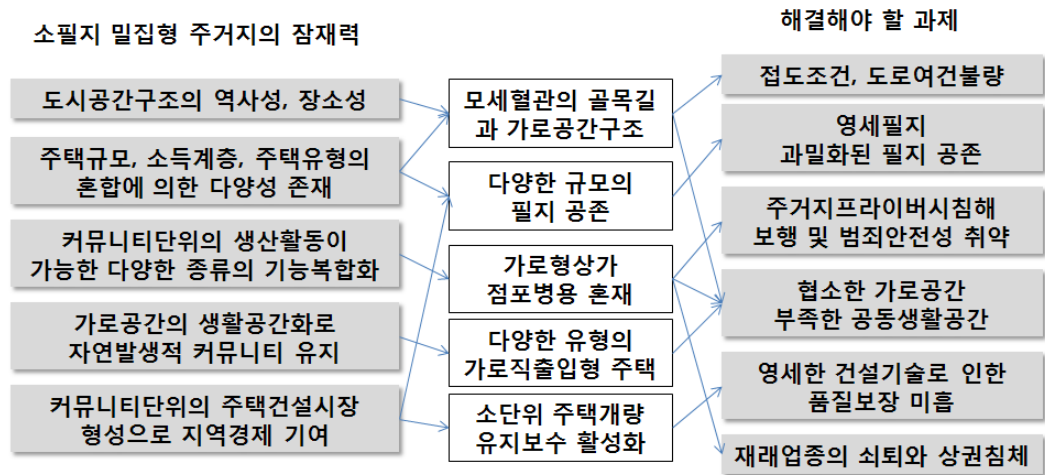 소필지 밀집형 주거지의 잠재력
도시공간구조의 역사성, 장소성
주택규모, 소득계층, 주택유형의
혼합에 의한 다양성 존재
커뮤니티단위의 생산활동이
가능한 다양한 종류의 기능복합화
가로공간의 생활공간화로
자연발생적 커뮤니티 유지
커뮤니티단위의 주택건설시장
형성으로 지역경제 기여
모세혈관의 골목길
과 가로공간구조
다양한 규모의
필지 공존
가로형상가
점포병용 혼재
다양한 유형의
가로직출입형 주택
소단위 주택개량
유지보수 활성화
해결해야 할 과제
접도조건, 도로여건불량
영세필지
과밀화된 필지 공존
주거지프라이버시침해
보행 및 범죄안전성 취약
협소한 가로공간
부족한 공동생활공간
영세한 건설기술로 인한
품질보장 미흡
재래업종의 쇠퇴와 상권침체